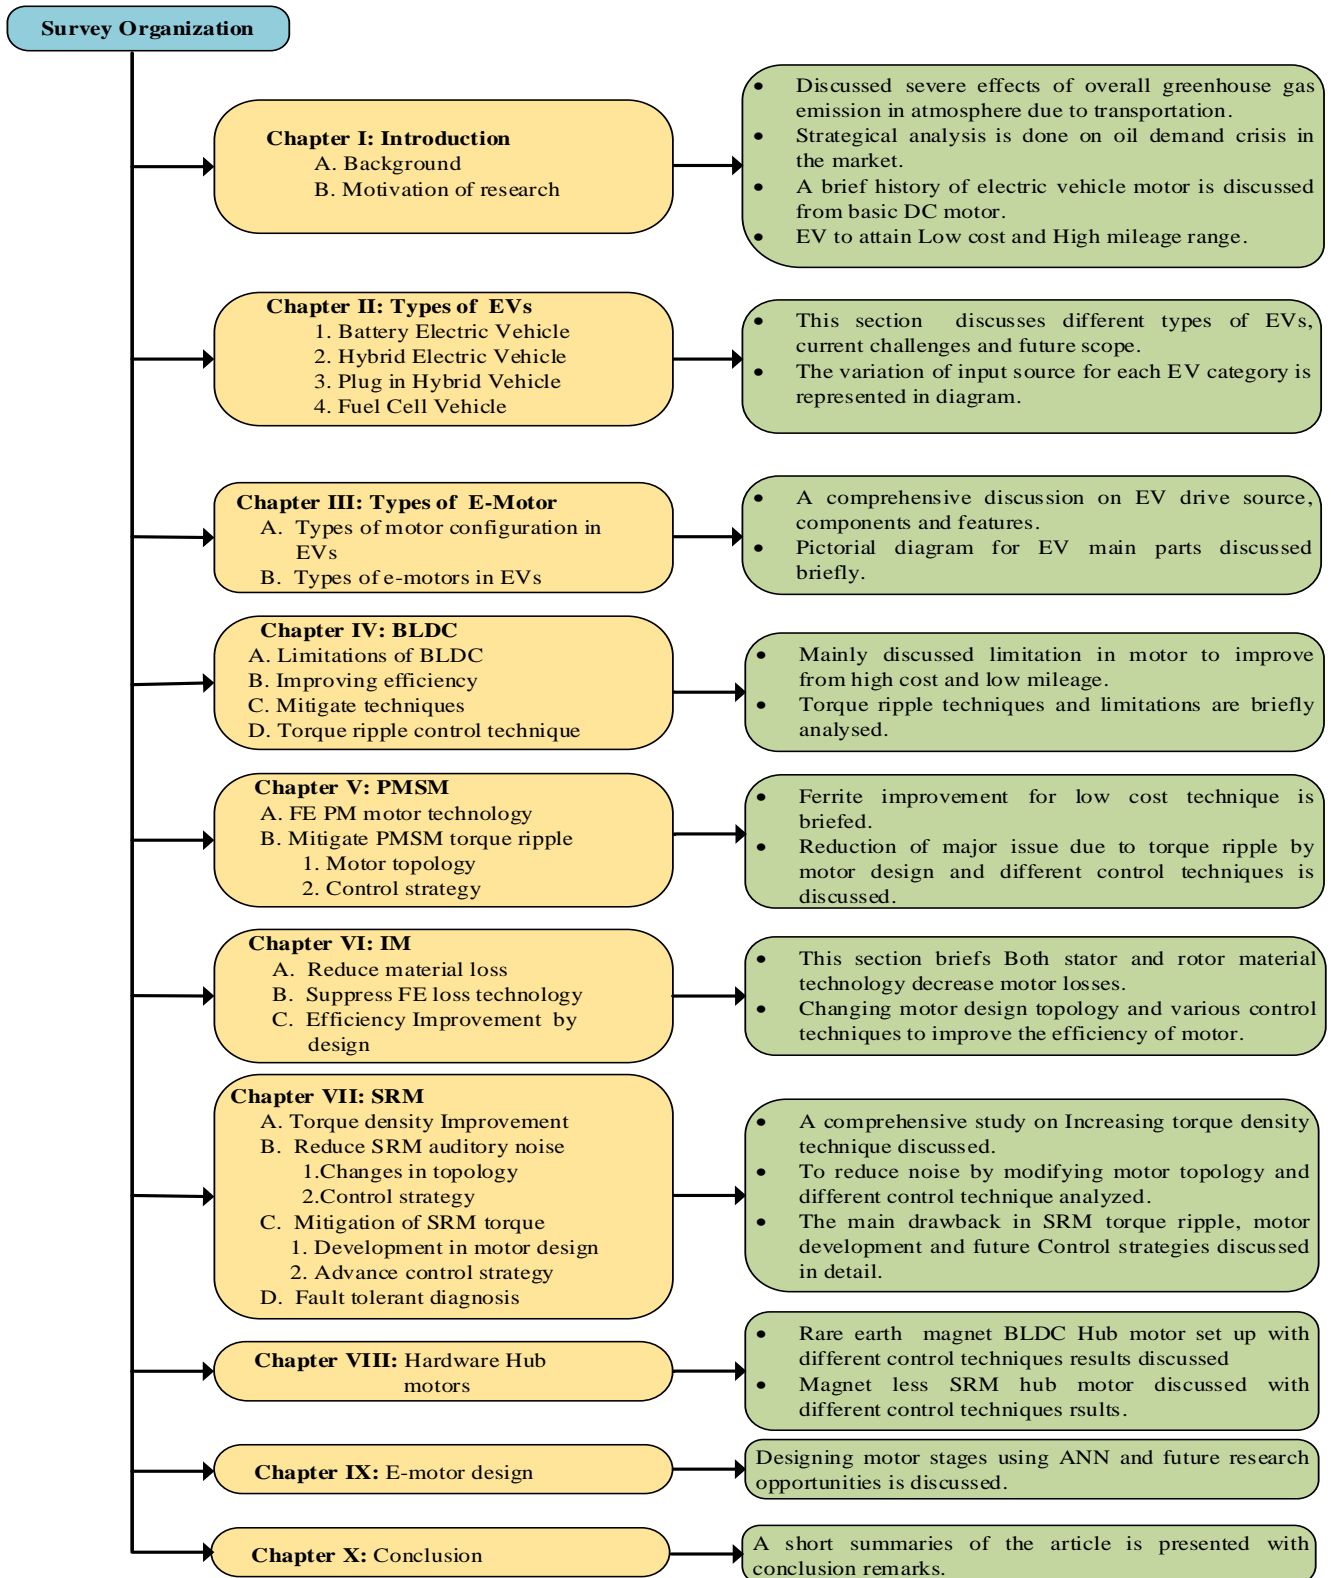 Survey Organization
Chapter I: Introduction
A. Background
B. Motivation of research
• Discussed severe effects of overall greenhouse gas
emission in atmosphere due to transportation.
• Strategical analysis is done on oil demand crisis in
the market.
• A brief history of electric vehicle motor is discussed
from basic DC motor.
• EV to attain Low cost and High mileage range.
Chapter II: Types of EVs
1. Battery Electric Vehicle
2. Hybrid Electric Vehicle
3. Plug in Hybrid Vehicle
4. Fuel Cell Vehicle
• This section discusses different types of EVs,
current challenges and future scope.
• The variation of input source for each EV category is
represented in diagram.
Chapter III: Types of E-Motor
A. Types of motor configuration in
EVs
B. Types of e-motors in EVs
• A comprehensive discussion on EV drive source,
components and features.
• Pictorial diagram for EV main parts discussed
briefly.
Chapter IV: BLDC
A. Limitations of BLDC
B. Improving efficiency
C. Mitigate techniques
D. Torque ripple control technique
• Mainly discussed limitation in motor to improve
from high cost and low mileage.
• Torque ripple techniques and limitations are briefly
analysed.
Chapter V: PMSM
A. FE PM motor technology
B. Mitigate PMSM torque ripple
1. Motor topology
2. Control strategy
• Ferrite improvement for low cost technique is
briefed.
• Reduction of major issue due to torque ripple by
motor design and different control techniques is
discussed.
Chapter VI: IM
A. Reduce material loss
B. Suppress FE loss technology
C. Efficiency Improvement by
design
• This section briefs Both stator and rotor material
technology decrease motor losses.
• Changing motor design topology and various control
techniques to improve the efficiency of motor.
Chapter VII: SRM
A. Torque density Improvement
B. Reduce SRM auditory noise
1.Changes in topology
2.Control strategy
C. Mitigation of SRM torque
1. Development in motor design
2. Advance control strategy
D. Fault tolerant diagnosis
• A comprehensive study on Increasing torque density
technique discussed.
• To reduce noise by modifying motor topology and
different control technique analyzed.
• The main drawback in SRM torque ripple, motor
development and future Control strategies discussed
in detail.
Chapter VIII: Hardware Hub
motors
• Rare earth magnet BLDC Hub motor set up with
different control techniques results discussed
• Magnet less SRM hub motor discussed with
different control techniques rsults.
Chapter IX: E-motor design
Designing motor stages using ANN and future research
opportunities is discussed.
Chapter X: Conclusion
A short summaries of the article is presented with
conclusion remarks.